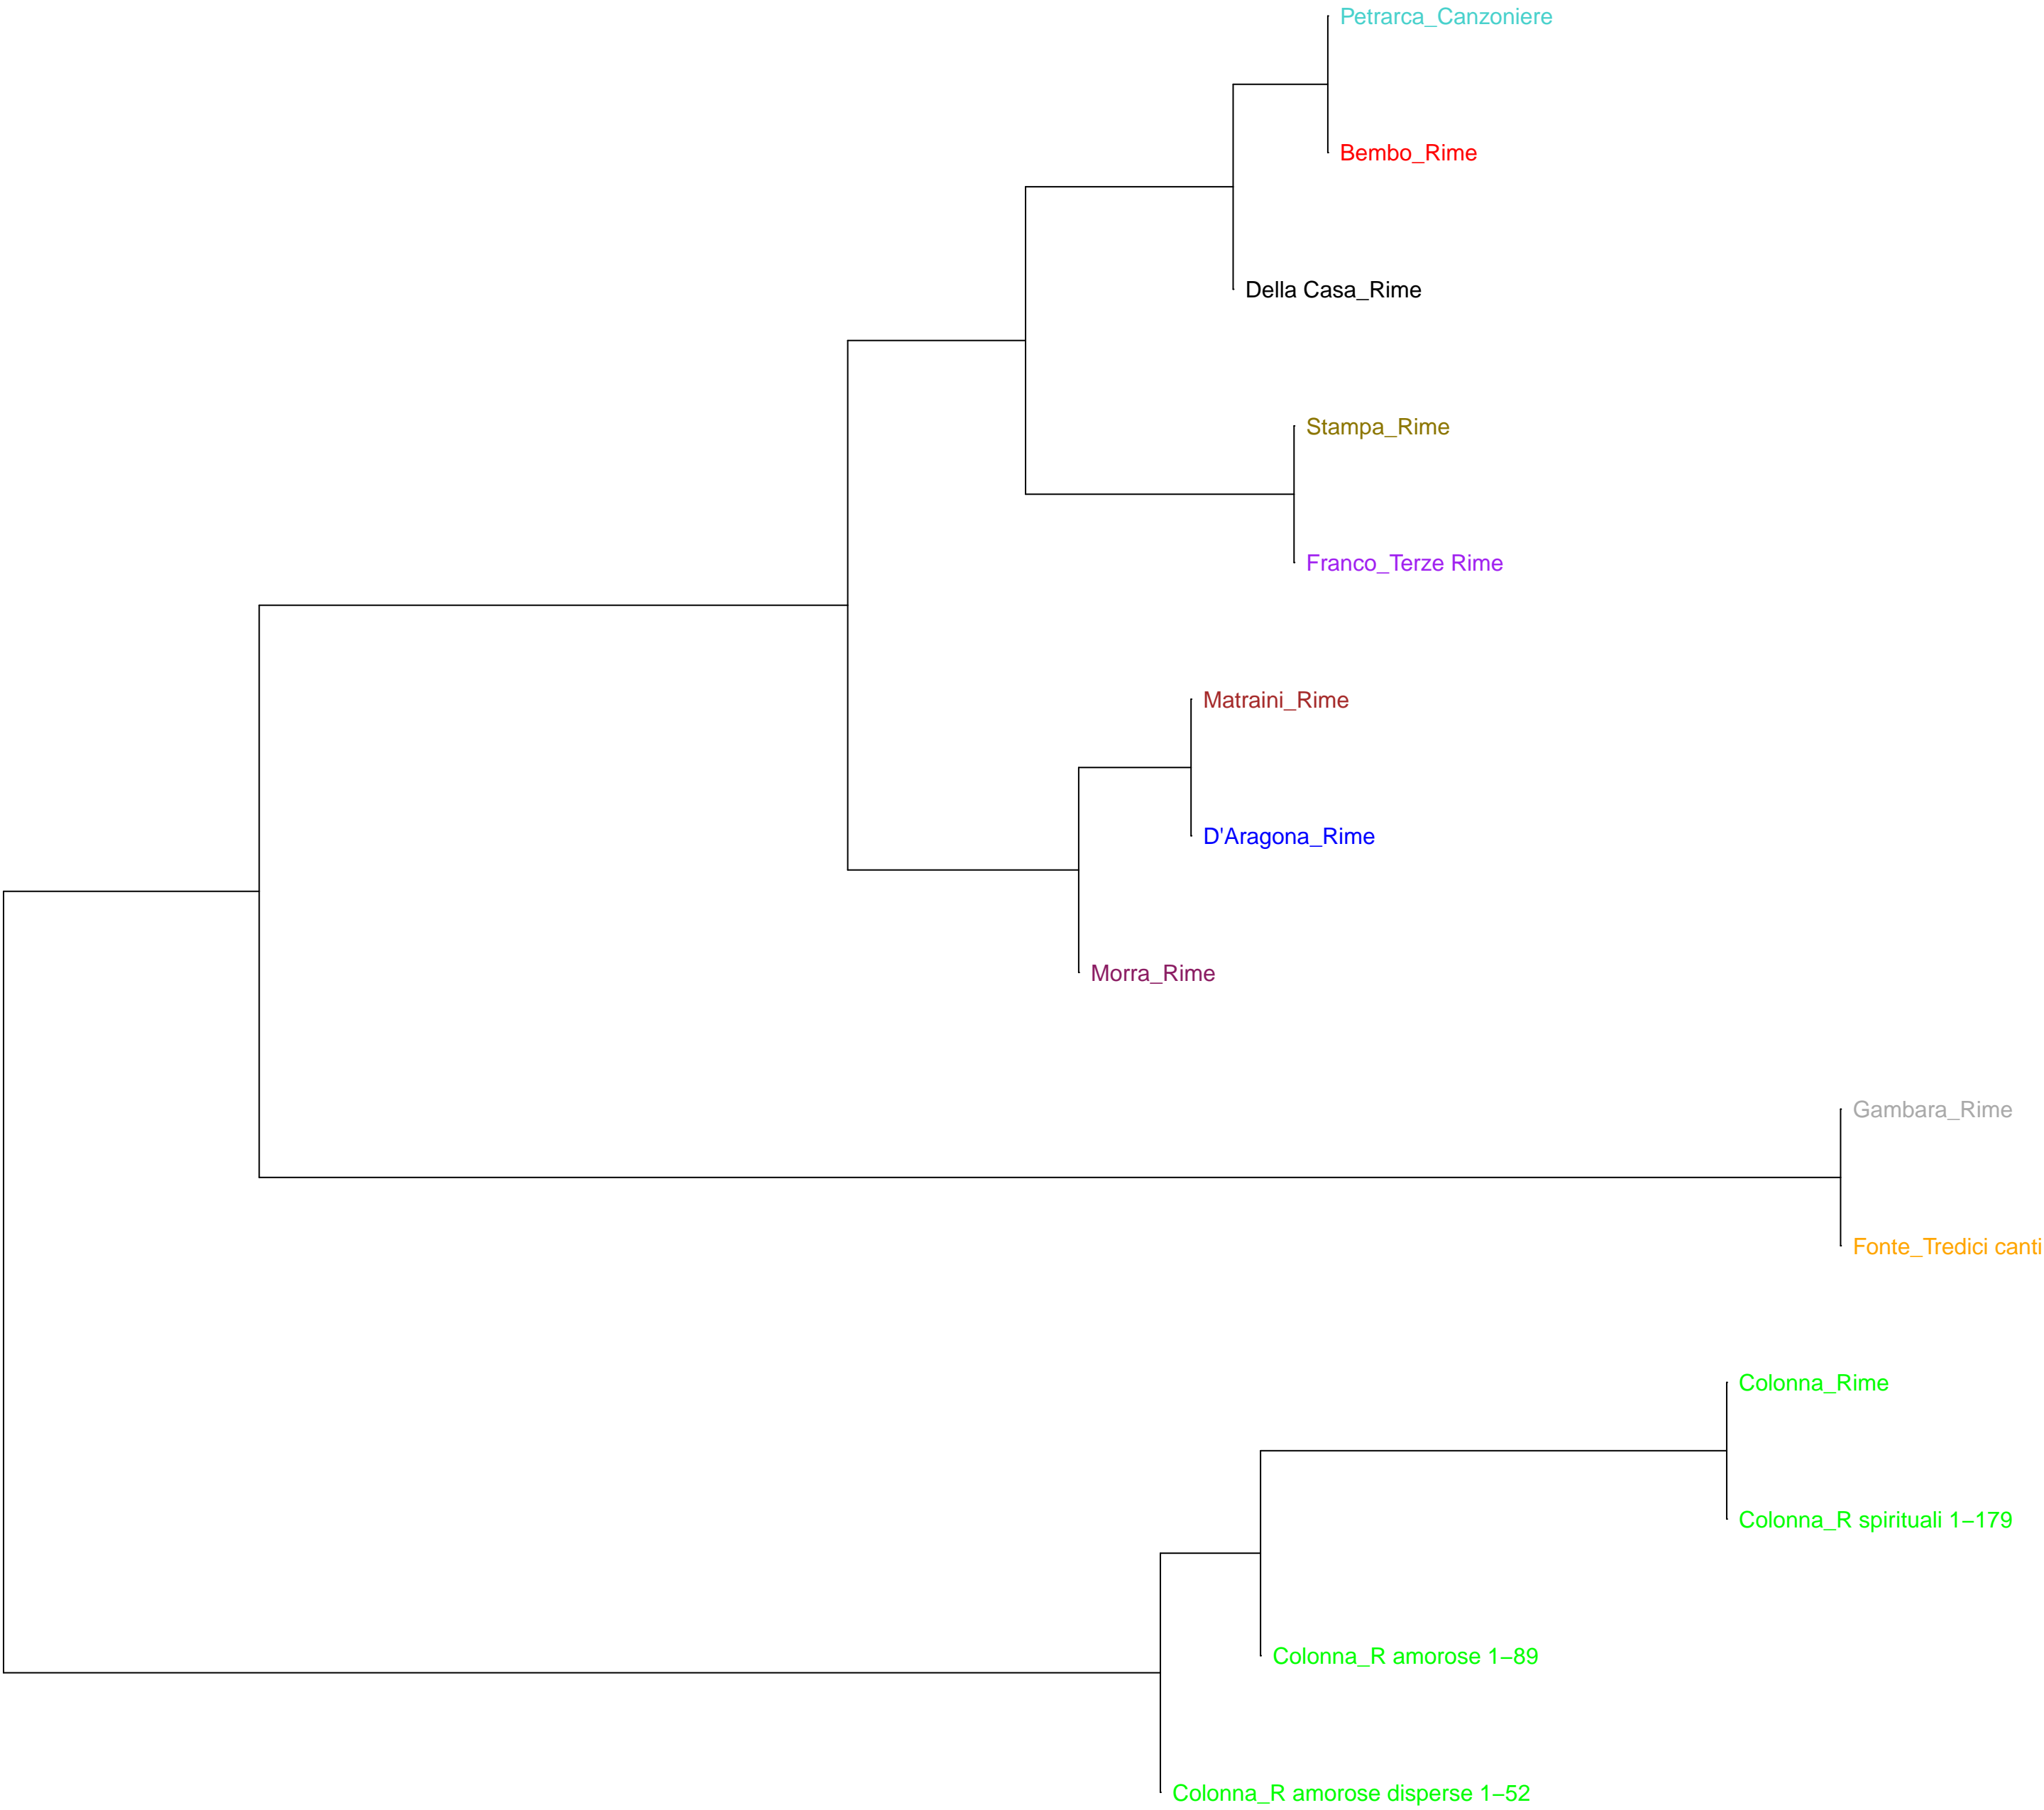 Petrarca_Canzoniere
Bembo_Rime
Della Casa_Rime
Stampa_Rime
Franco_Terze Rime
Matraini_Rime
D'Aragona_Rime
Morra_Rime
Gambara_Rime
Fonte_Tredici canti
Colonna_Rime
Colonna_R spirituali 1−179
Colonna_R amorose 1−89
Colonna_R amorose disperse 1−52